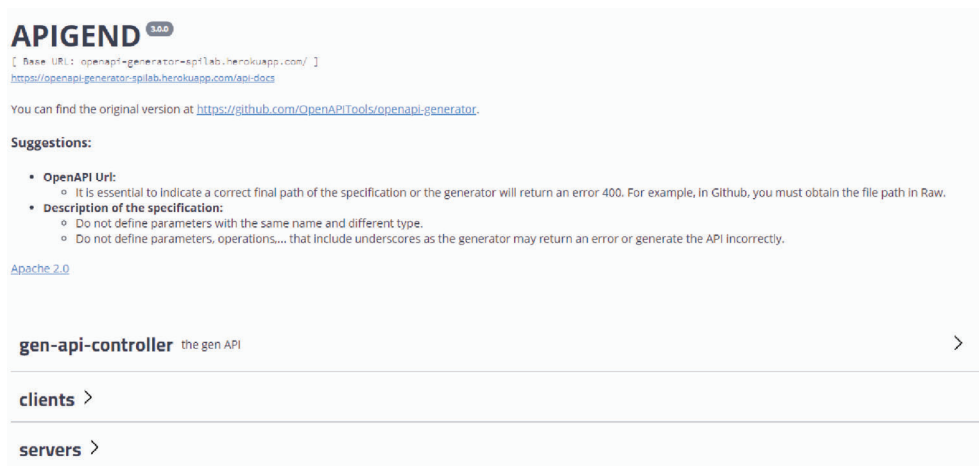 APIGEND 3.0.0
[ Base URL: openapi-generator-spilab.herokuapp.com/ ]
https://openapi-generator-spilab.herokuapp.com/api-docs
You can find the original version at https://github.com/OpenAPITools/openapi-generator.
Suggestions:
• OpenAPI Url:
○ It is essential to indicate a correct final path of the specification or the generator will return an error 400. For example, in Github, you must obtain the file path in Raw.
• Description of the specification:
○ Do not define parameters with the same name and different type.
○ Do not define parameters, operations,... that include underscores as the generator may return an error or generate the API incorrectly.
Apache 2.0
gen-api-controller the gen API
clients
servers